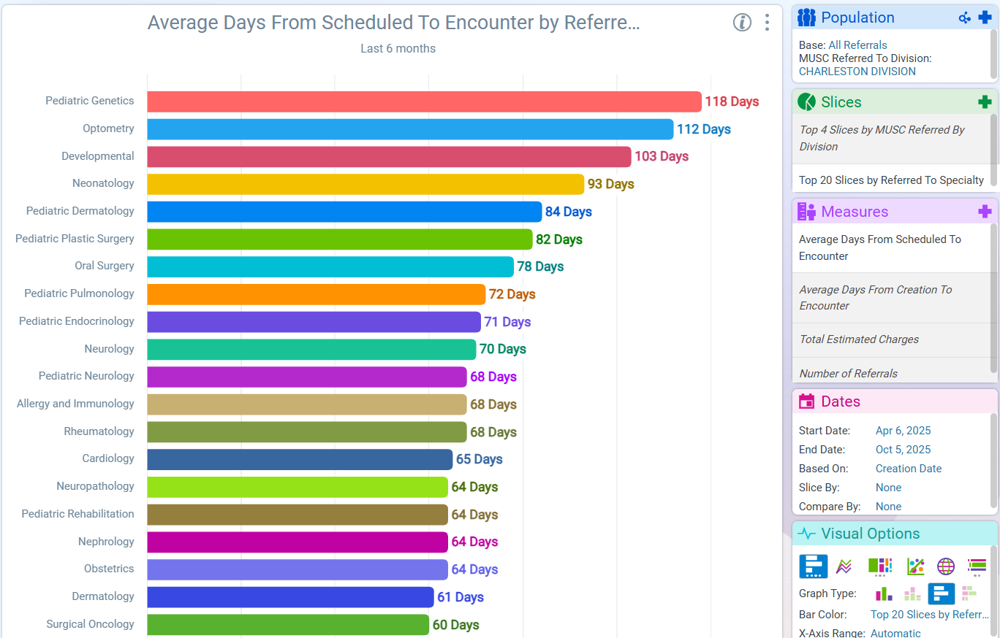 Average Days From Scheduled To Encounter by Referre...
Last 6 months
Pediatric Genetics 118 Days
Optometry 112 Days
Developmental 103 Days
Neonatology 93 Days
Pediatric Dermatology 84 Days
Pediatric Plastic Surgery 82 Days
Oral Surgery 78 Days
Pediatric Pulmonology 72 Days
Pediatric Endocrinology 71 Days
Neurology 70 Days
Pediatric Neurology 68 Days
Allergy and Immunology 68 Days
Rheumatology 68 Days
Cardiology 65 Days
Neuropathology 64 Days
Pediatric Rehabilitation 64 Days
Nephrology 64 Days
Obstetrics 64 Days
Dermatology 61 Days
Surgical Oncology 60 Days
Population
Base: All Referrals
MUSC Referred To Division:
CHARLESTON DIVISION
Slices
Top 4 Slices by MUSC Referred By
Division
Top 20 Slices by Referred To Specialty
Measures
Average Days From Scheduled To
Encounter
Average Days From Creation To
Encounter
Total Estimated Charges
Number of Referrals
Dates
Start Date: Apr 6, 2025
End Date: Oct 5, 2025
Based On: Creation Date
Slice By: None
Compare By: None
Visual Options
Graph Type:
Bar Color: Top 20 Slices by Referr...
X-Axis Range: Automatic